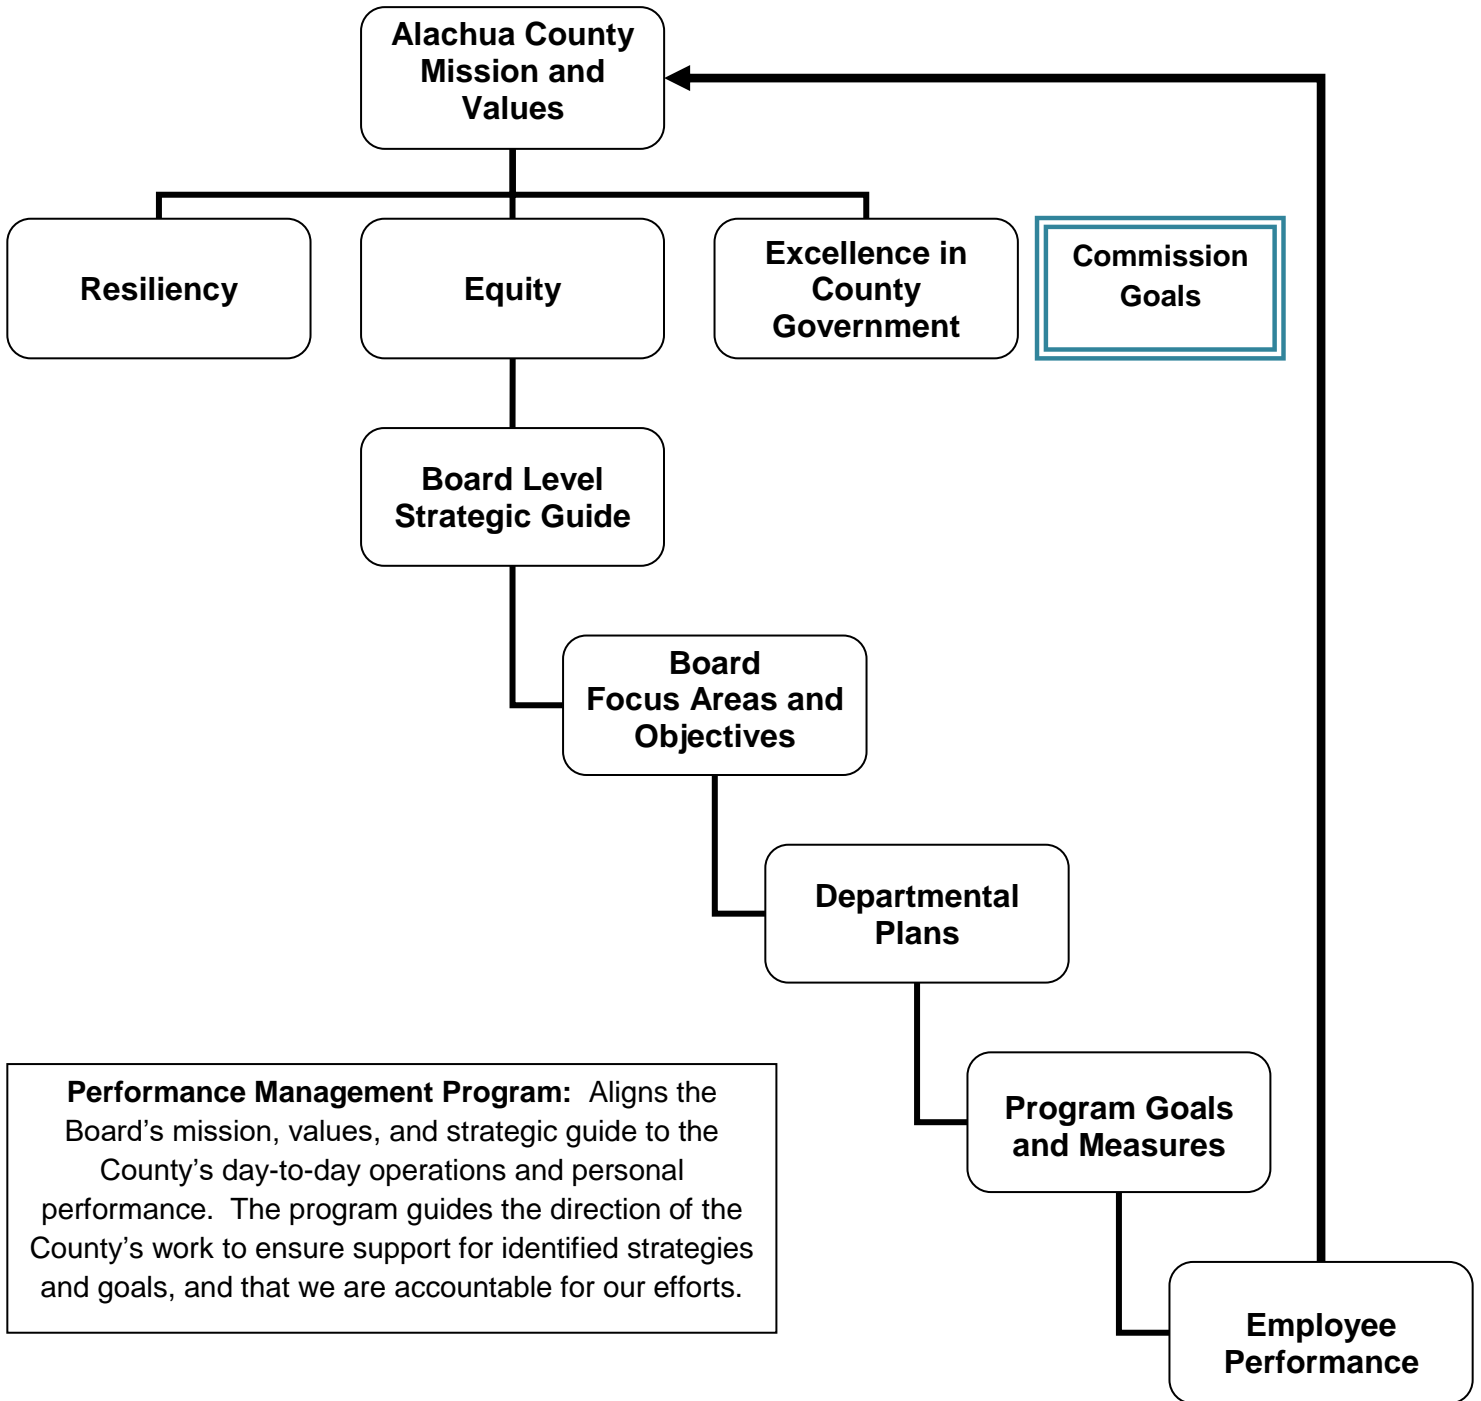 Alachua County
Mission and
Values
Resiliency
Equity
Excellence in
County
Government
Commission
Goals
Board Level
Strategic Guide
Board
Focus Areas and
Objectives
Departmental
Plans
Program Goals
and Measures
Performance Management Program:  Aligns the
Board’s mission, values, and strategic guide to the
County’s day-to-day operations and personal
performance.  The program guides the direction of the
County’s work to ensure support for identified strategies
and goals, and that we are accountable for our efforts.
Employee
Performance